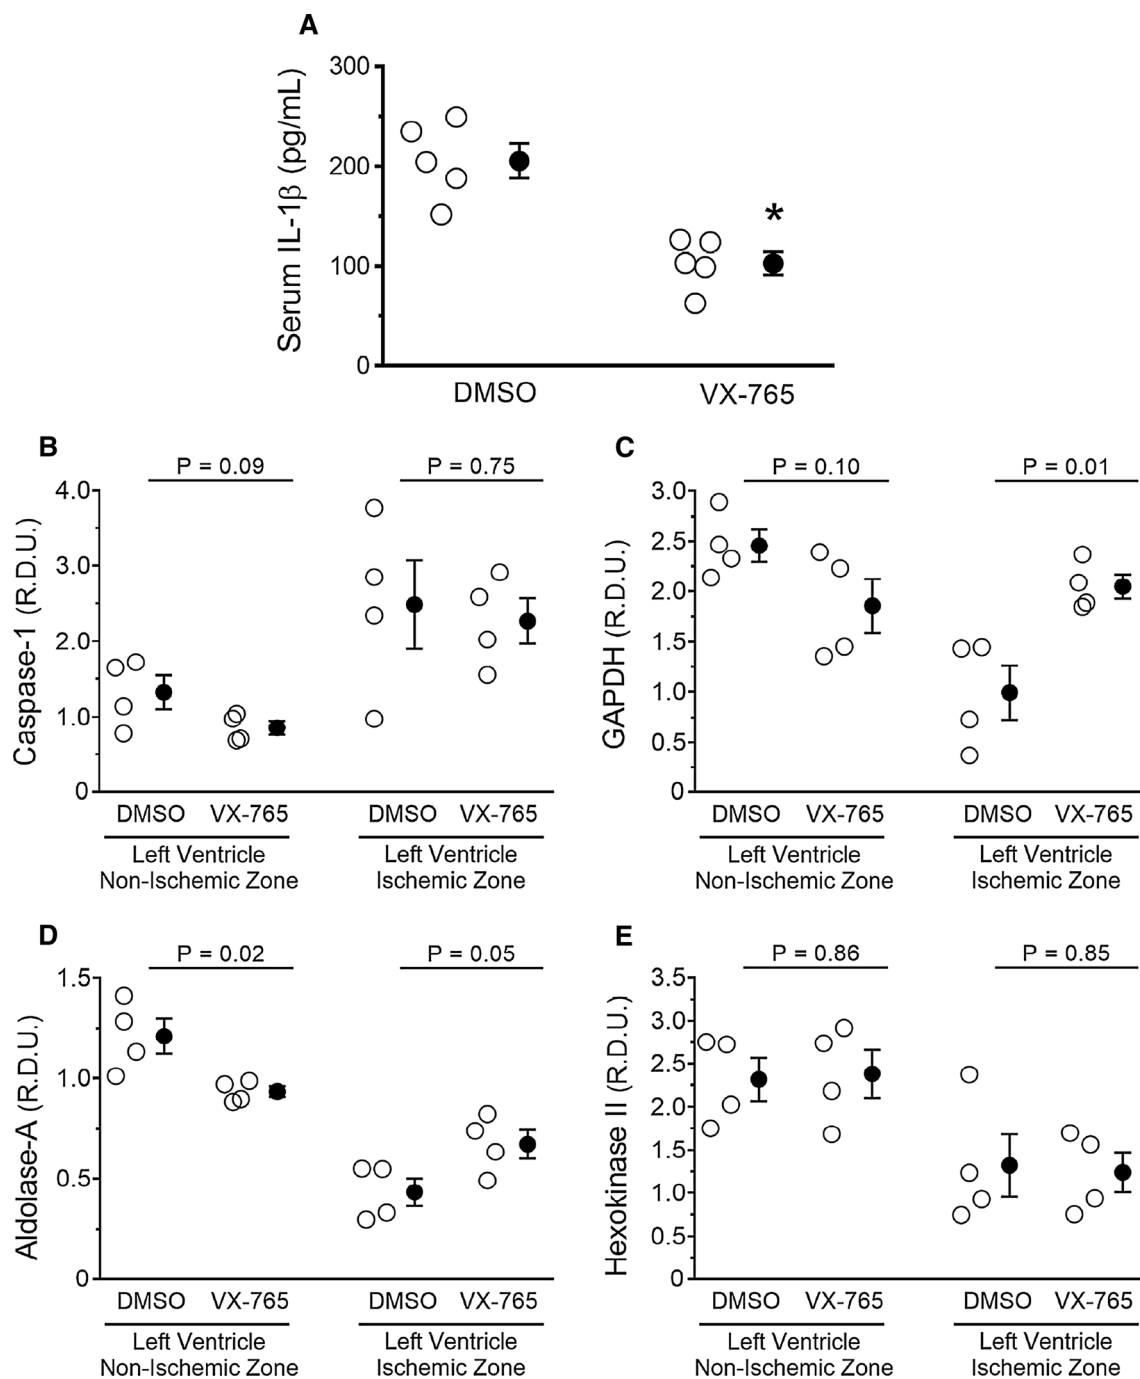 A
Serum IL-1β (pg/mL)
300
200
100
0
*
DMSO
VX-765
B
P = 0.09
P = 0.75
Caspase-1 (R.D.U.)
4.0
3.0
2.0
1.0
0
DMSO VX-765
DMSO VX-765
Left Ventricle
Non-Ischemic Zone
Left Ventricle
Ischemic Zone
C
P = 0.10
P = 0.01
GAPDH (R.D.U.)
3.0
2.5
2.0
1.5
1.0
0.5
0
DMSO VX-765
DMSO VX-765
Left Ventricle
Non-Ischemic Zone
Left Ventricle
Ischemic Zone
D
P = 0.02
P = 0.05
Aldolase-A (R.D.U.)
1.5
1.0
0.5
0
DMSO VX-765
DMSO VX-765
Left Ventricle
Non-Ischemic Zone
Left Ventricle
Ischemic Zone
E
P = 0.86
P = 0.85
Hexokinase II (R.D.U.)
3.5
3.0
2.5
2.0
1.5
1.0
0.5
0
DMSO VX-765
DMSO VX-765
Left Ventricle
Non-Ischemic Zone
Left Ventricle
Ischemic Zone